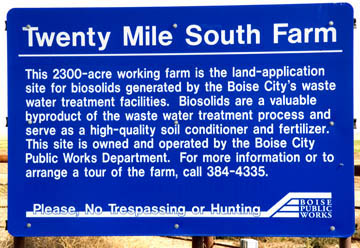 Twenty Mile South Farm
This 2300-acre working farm is the land-application
site for biosolids generated by the Boise City's waste
water treatment facilities. Biosolids are a valuable
byproduct of the waste water treatment process and
serve as a high-quality soil conditioner and fertilizer.
This site is owned and operated by the Boise City
Public Works Department. For more information or to
arrange a tour of the farm, call 384-4335.
Please, No Trespassing or Hunting
BOISE
PUBLIC
WORKS